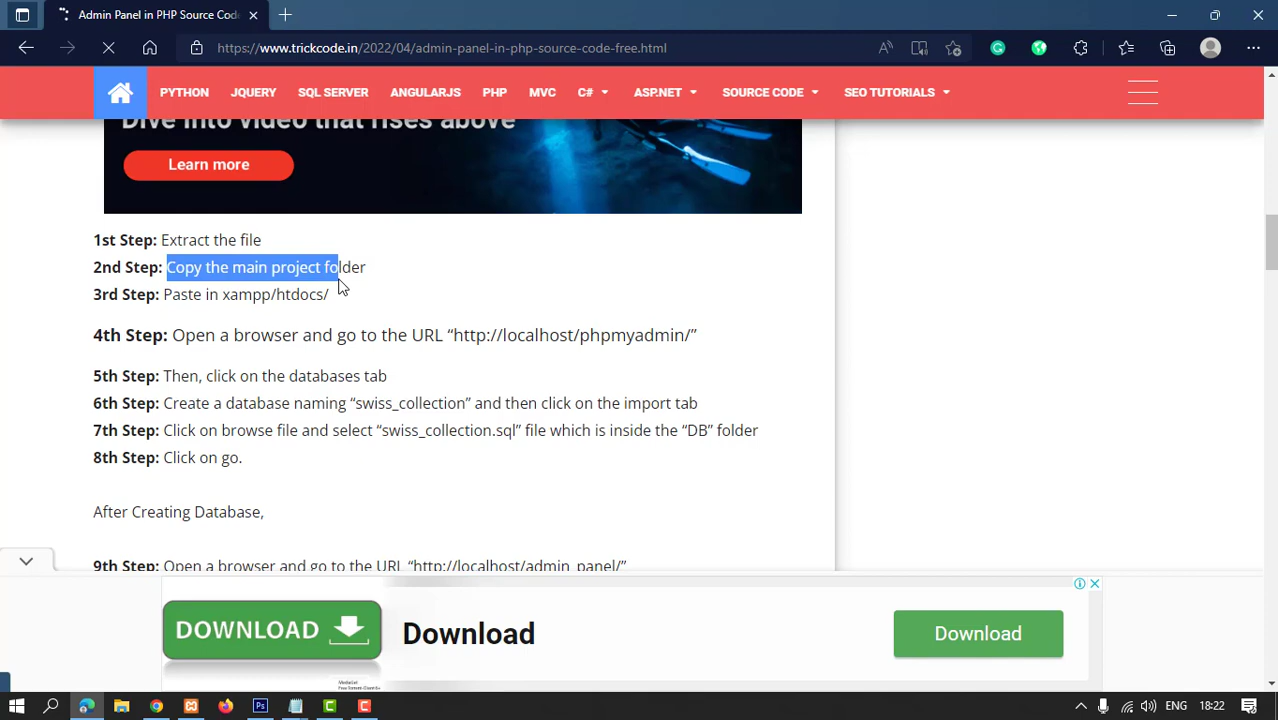 Admin Panel in PHP Source Code
https://www.trickcode.in/2022/04/admin-panel-in-php-source-code-free.html
PYTHON JQUERY SQL SERVER ANGULARJS PHP MVC C# ASP.NET SOURCE CODE SEO TUTORIALS
Dive into video that rises above
Learn more
1st Step: Extract the file
2nd Step: Copy the main project folder
3rd Step: Paste in xampp/htdocs/
4th Step: Open a browser and go to the URL “http://localhost/phpmyadmin/”
5th Step: Then, click on the databases tab
6th Step: Create a database naming “swiss_collection” and then click on the import tab
7th Step: Click on browse file and select “swiss_collection.sql” file which is inside the “DB” folder
8th Step: Click on go.
After Creating Database,
9th Step: Open a browser and go to the URL “http://localhost/admin_panel/”
DOWNLOAD Download Download
ENG 18:22